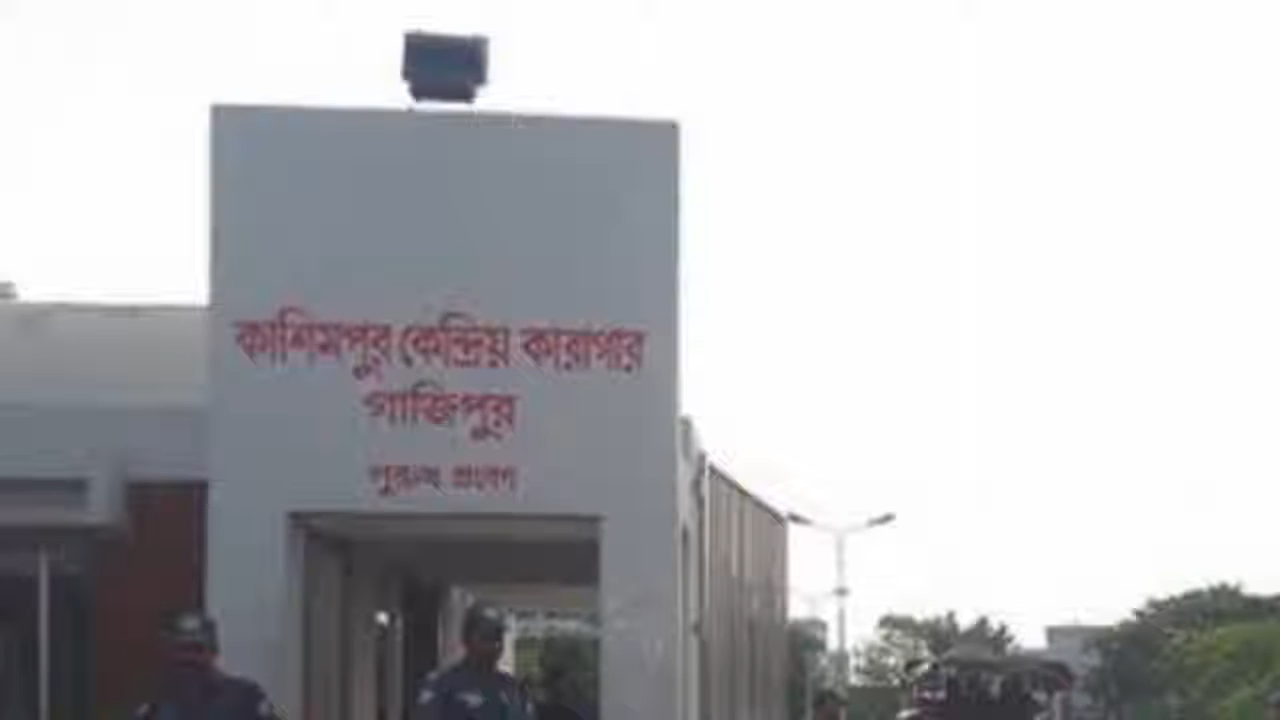 কাশিমপুর কেন্দ্রিয় কারাগার
গাজিপুর
পুরুষ প্রবেশ